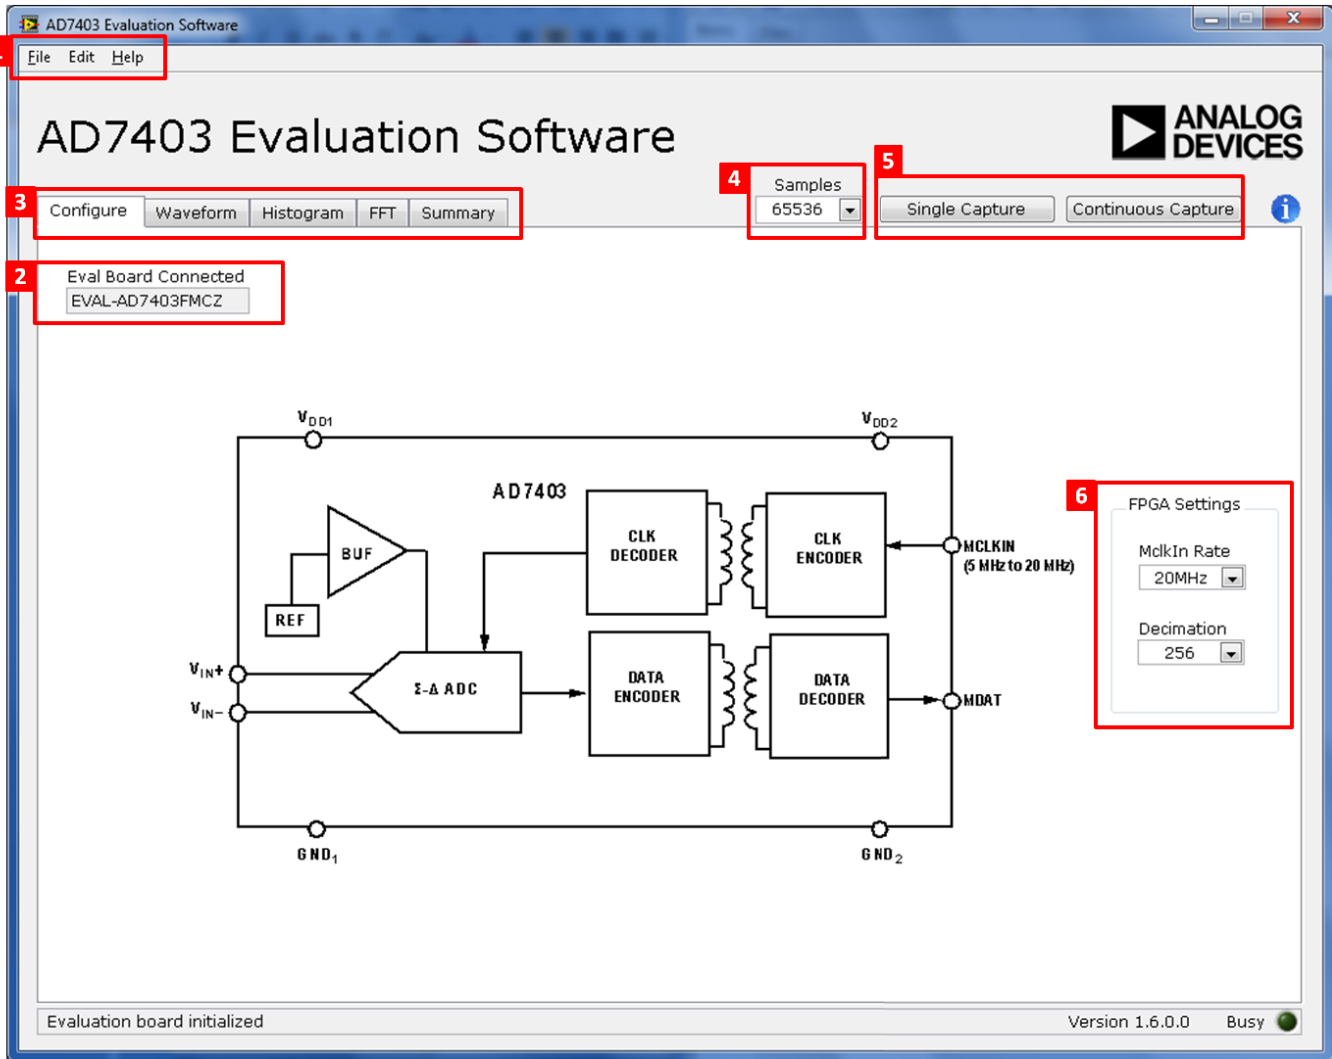 AD7403 Evaluation Software
File Edit Help
AD7403 Evaluation Software
ANALOG
DEVICES
3
Configure Waveform Histogram FFT Summary
4
Samples
65536
5
Single Capture Continuous Capture
i
2
Eval Board Connected
EVAL-AD7403FMCZ
VDD1
VDD2
AD7403
BUF
REF
CLK
DECODER
CLK
ENCODER
MCLKIN
(5 MHz to 20 MHz)
VIN+
VIN−
Σ-Δ ADC
DATA
ENCODER
DATA
DECODER
MDAT
GND1
GND2
6
FPGA Settings
MclkIn Rate
20MHz
Decimation
256
Evaluation board initialized
Version 1.6.0.0 Busy